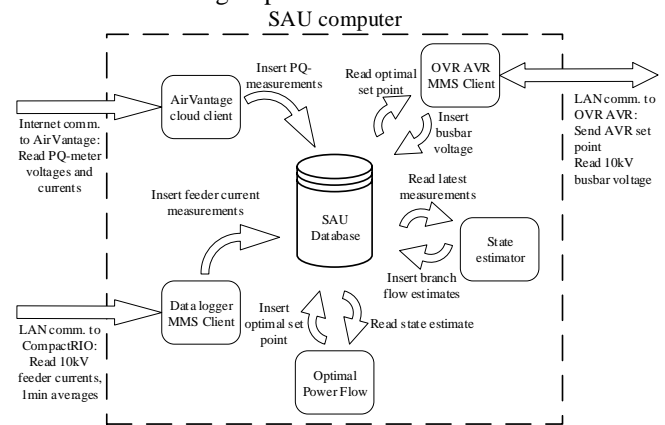 SAU computer
Insert PQ-
measurements
Read optimal
set point
OVR AVR
MMS Client
AirVantage
cloud client
Insert
busbar
voltage
Internet comm.
to AirVantage:
Read PQ-meter
voltages and
currents
LAN comm. to
OVR AVR:
Send AVR set
point
Read 10kV
busbar voltage
Insert feeder current
measurements
Read latest
measurements
SAU
Database
State
estimator
Insert branch
flow estimates
Data logger
MMS Client
Insert
optimal set
point
Read state estimate
LAN comm. to
CompactRIO:
Read 10kV
feeder currents,
1min averages
Optimal
Power Flow